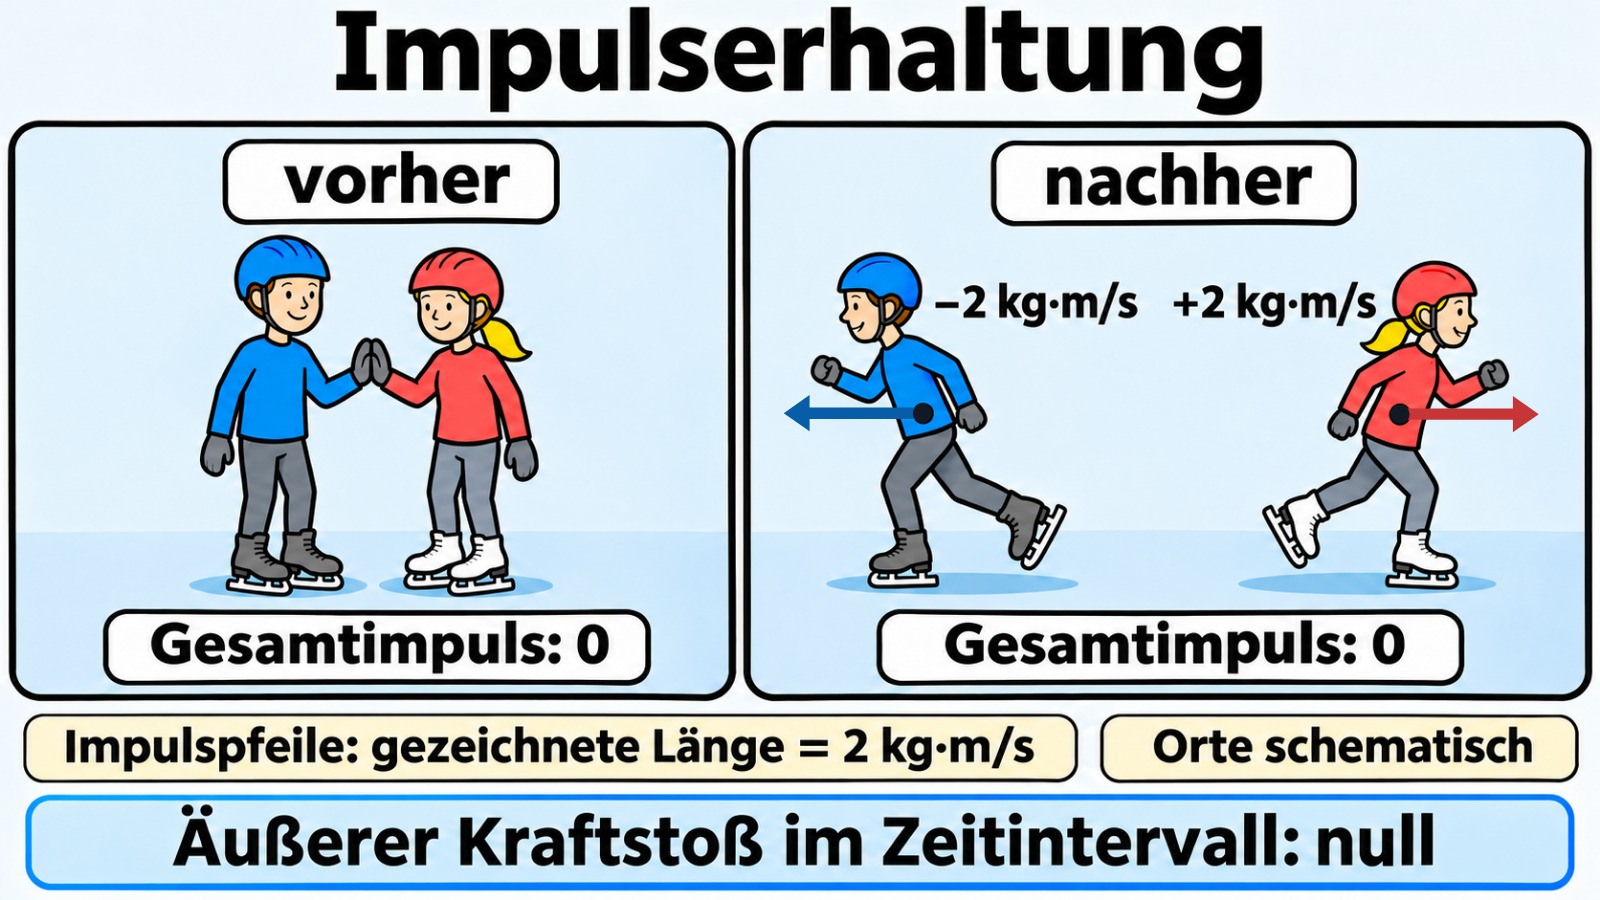 Impulserhaltung
vorher
nachher
−2 kg·m/s
+2 kg·m/s
Gesamtimpuls: 0
Gesamtimpuls: 0
Impulspfeile: gezeichnete Länge = 2 kg·m/s
Orte schematisch
Äußerer Kraftstoß im Zeitintervall: null